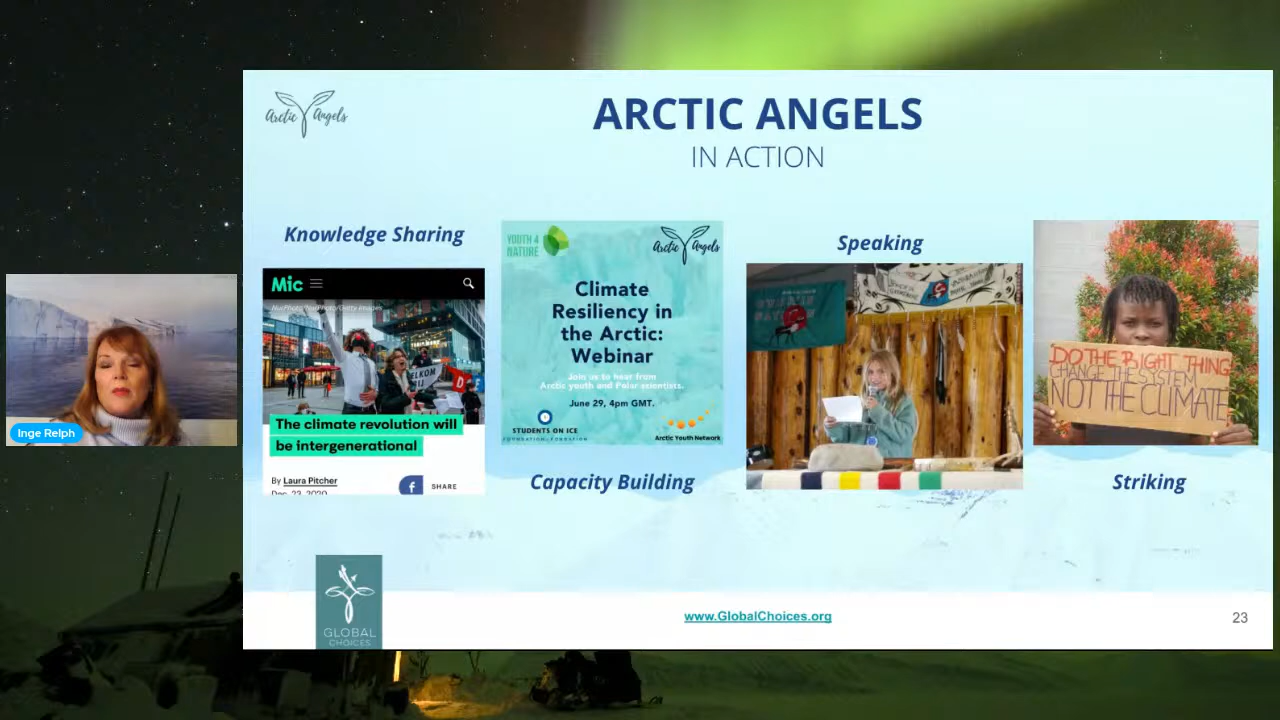 Arctic Angels
ARCTIC ANGELS
IN ACTION
Knowledge Sharing
Mic
The climate revolution will
be intergenerational
By Laura Pitcher
Dec. 23, 2020
SHARE
YOUTH 4
NATURE
Arctic Angels
Climate
Resiliency in
the Arctic:
Webinar
Join us to hear from
Arctic youth and Polar scientists.
June 29, 4pm GMT.
STUDENTS ON ICE
Arctic Youth Network
Capacity Building
Speaking
DO THE RIGHT THING
CHANGE THE SYSTEM
NOT THE CLIMATE
Striking
Inge Relph
GLOBAL
CHOICES
www.GlobalChoices.org
23